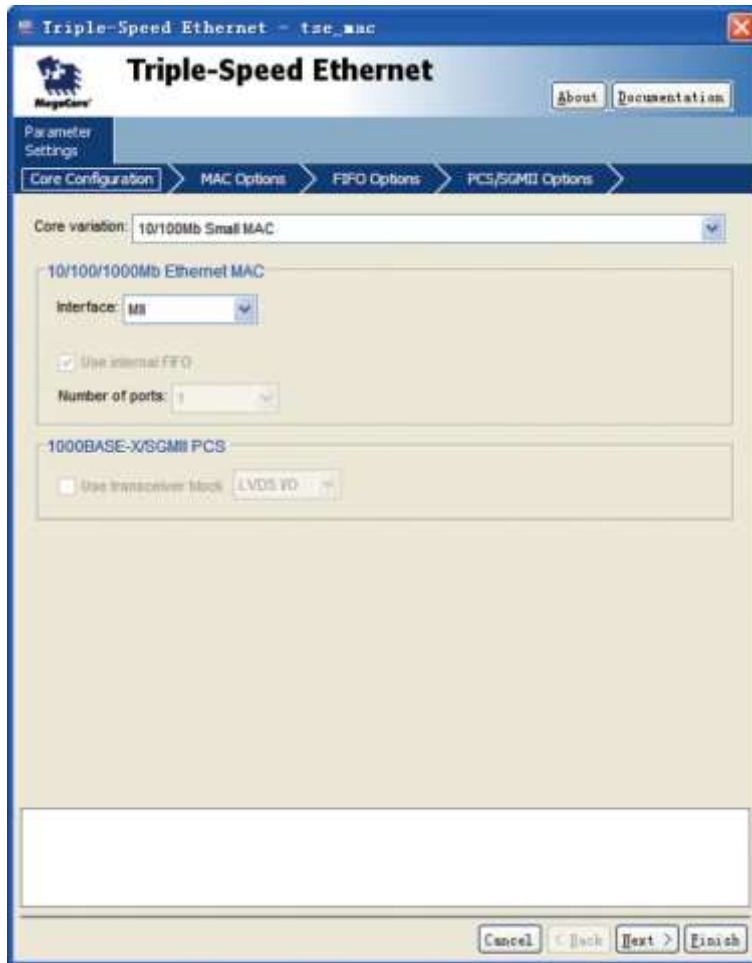 Triple-Speed Ethernet - tse_mac
Triple-Speed Ethernet
MegaCore®
About Documentation
Parameter
Settings
Core Configuration MAC Options FIFO Options PCS/SGMII Options
Core variation: 10/100Mb Small MAC
10/100/1000Mb Ethernet MAC
Interface: MII
Use internal FIFO
Number of ports: 1
1000BASE-X/SGMII PCS
Use transceiver block LVDS I/O
Cancel < Back Next > Finish